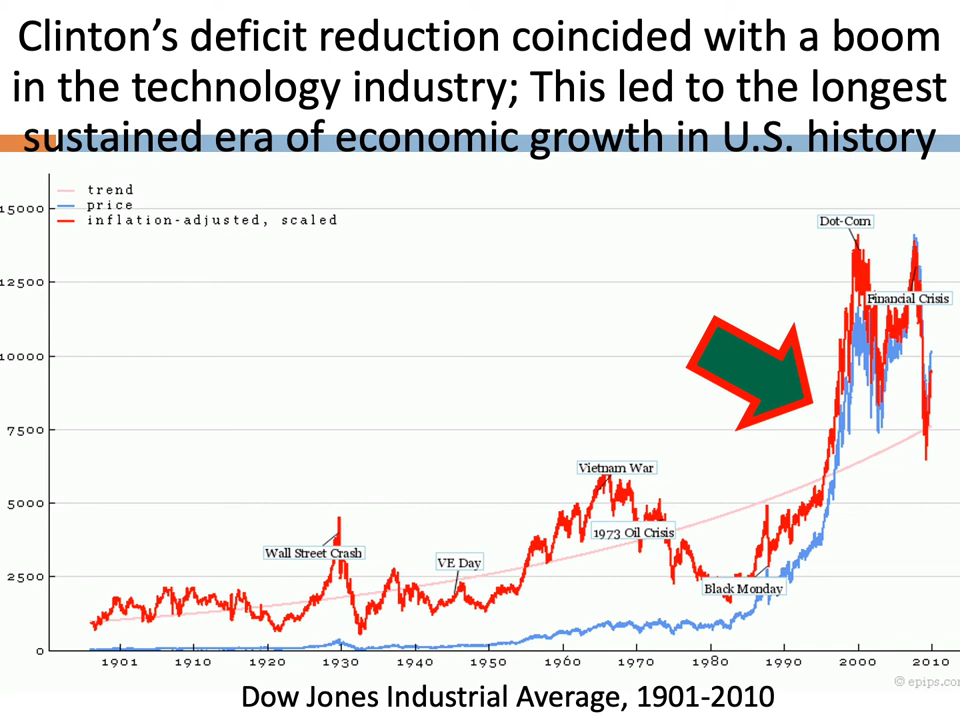 Clinton’s deficit reduction coincided with a boom
in the technology industry; This led to the longest
sustained era of economic growth in U.S. history
trend
price
inflation-adjusted, scaled
15000
12500
10000
7500
5000
2500
0
Dot-Com
Financial Crisis
Vietnam War
1973 Oil Crisis
Wall Street Crash
VE Day
Black Monday
1901 1910 1920 1930 1940 1950 1960 1970 1980 1990 2000 2010
© epips.com
Dow Jones Industrial Average, 1901-2010